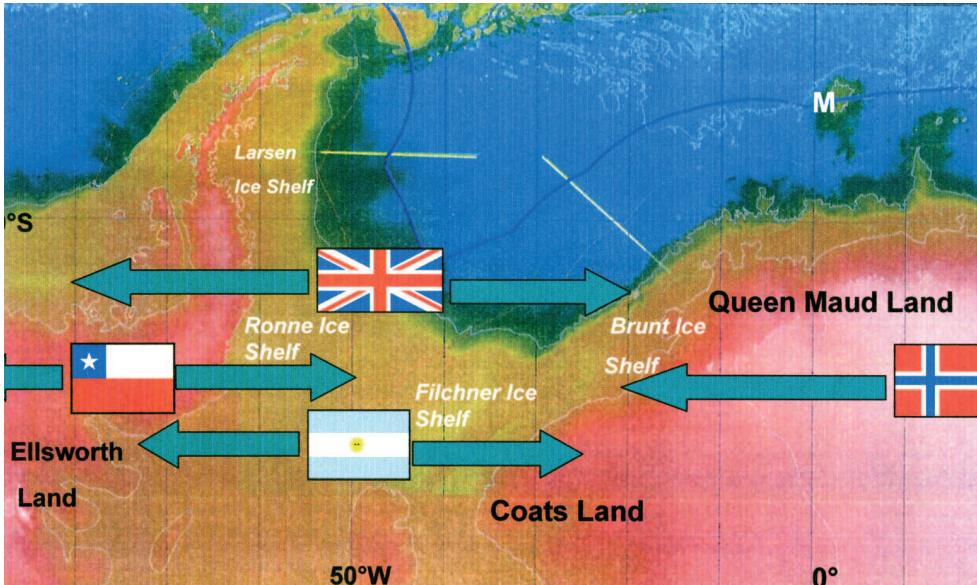 M
Larsen
Ice Shelf
0°S
Queen Maud Land
Ronne Ice
Shelf
Brunt Ice
Shelf
Filchner Ice
Shelf
Ellsworth
Land
Coats Land
50°W
0°